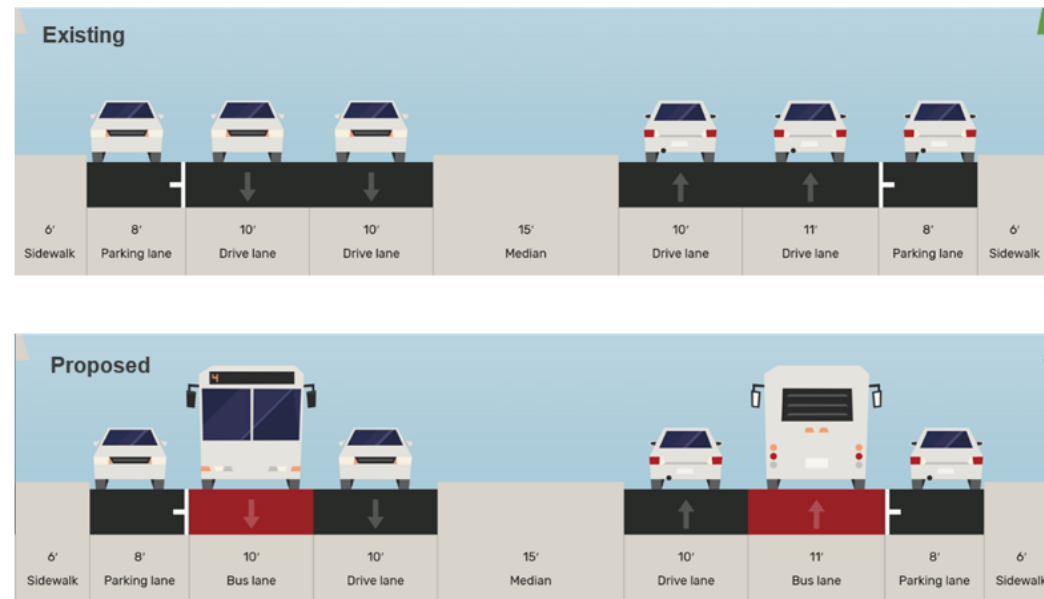 Existing
6' 8' 10' 10' 15' 10' 11' 8' 6'
Sidewalk Parking lane Drive lane Drive lane Median Drive lane Drive lane Parking lane Sidewalk
Proposed
4
6' 8' 10' 10' 15' 10' 11' 8' 6'
Sidewalk Parking lane Bus lane Drive lane Median Drive lane Bus lane Parking lane Sidewalk